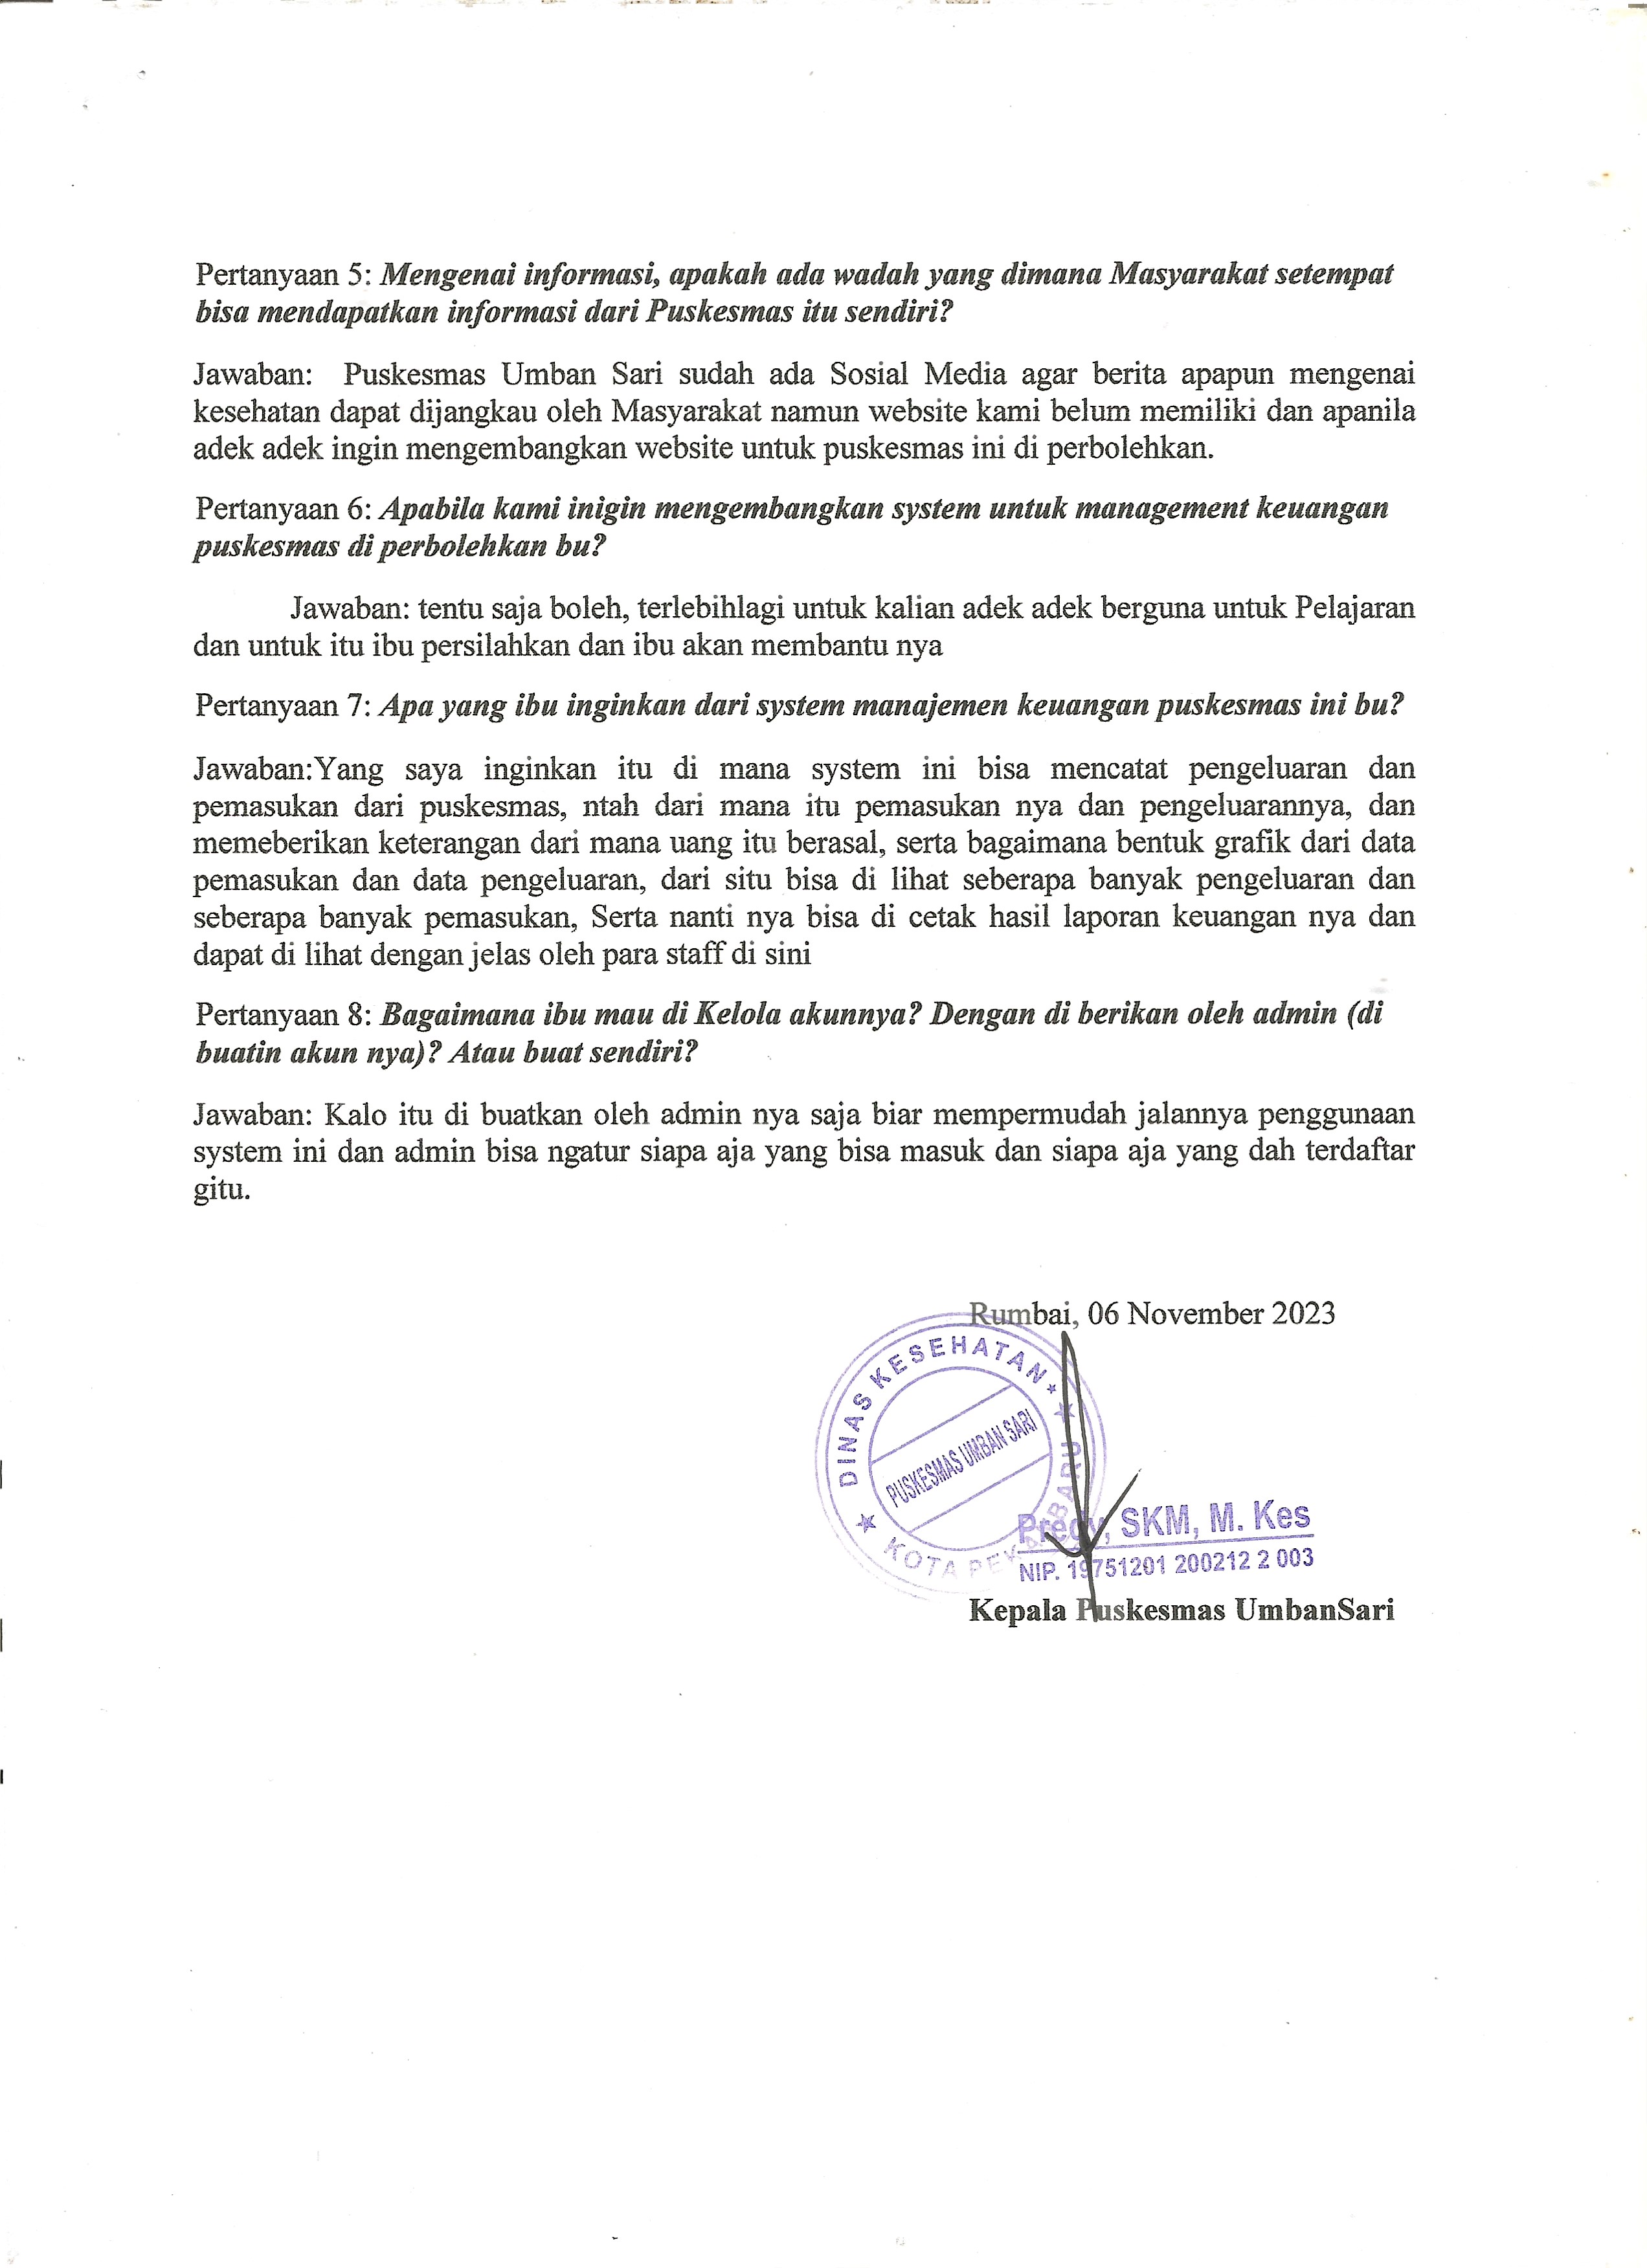 Pertanyaan 5: Mengenai informasi, apakah ada wadah yang dimana Masyarakat setempat
bisa mendapatkan informasi dari Puskesmas itu sendiri?
Jawaban: Puskesmas Umban Sari sudah ada Sosial Media agar berita apapun mengenai
kesehatan dapat dijangkau oleh Masyarakat namun website kami belum memiliki dan apanila
adek adek ingin mengembangkan website untuk puskesmas ini di perbolehkan.
Pertanyaan 6: Apabila kami inigin mengembangkan system untuk management keuangan
puskesmas di perbolehkan bu?
Jawaban: tentu saja boleh, terlebihlagi untuk kalian adek adek berguna untuk Pelajaran
dan untuk itu ibu persilahkan dan ibu akan membantu nya
Pertanyaan 7: Apa yang ibu inginkan dari system manajemen keuangan puskesmas ini bu?
Jawaban:Yang saya inginkan itu di mana system ini bisa mencatat pengeluaran dan
pemasukan dari puskesmas, ntah dari mana itu pemasukan nya dan pengeluarannya, dan
memeberikan keterangan dari mana uang itu berasal, serta bagaimana bentuk grafik dari data
pemasukan dan data pengeluaran, dari situ bisa di lihat seberapa banyak pengeluaran dan
seberapa banyak pemasukan, Serta nanti nya bisa di cetak hasil laporan keuangan nya dan
dapat di lihat dengan jelas oleh para staff di sini
Pertanyaan 8: Bagaimana ibu mau di Kelola akunnya? Dengan di berikan oleh admin (di
buatin akun nya)? Atau buat sendiri?
Jawaban: Kalo itu di buatkan oleh admin nya saja biar mempermudah jalannya penggunaan
system ini dan admin bisa ngatur siapa aja yang bisa masuk dan siapa aja yang dah terdaftar
gitu.
Rumbai, 06 November 2023
DINAS KESEHATAN
PUSKESMAS UMBAN SARI
KOTA PEKANBARU
SKM, M. Kes
NIP. 19751201 200212 2 003
Kepala Puskesmas UmbanSari